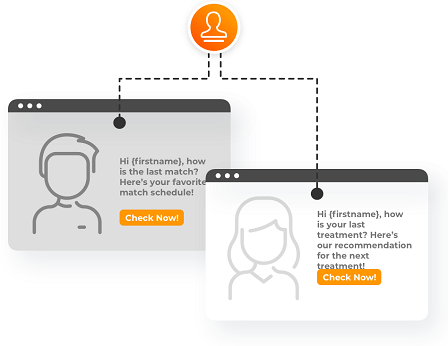 Hi {firstname}, how
is the last match?
Here's your favorite
match schedule!
Check Now!
Hi {firstname}, how
is your last
treatment? Here's
our recommendation
for the next
treatment!
Check Now!